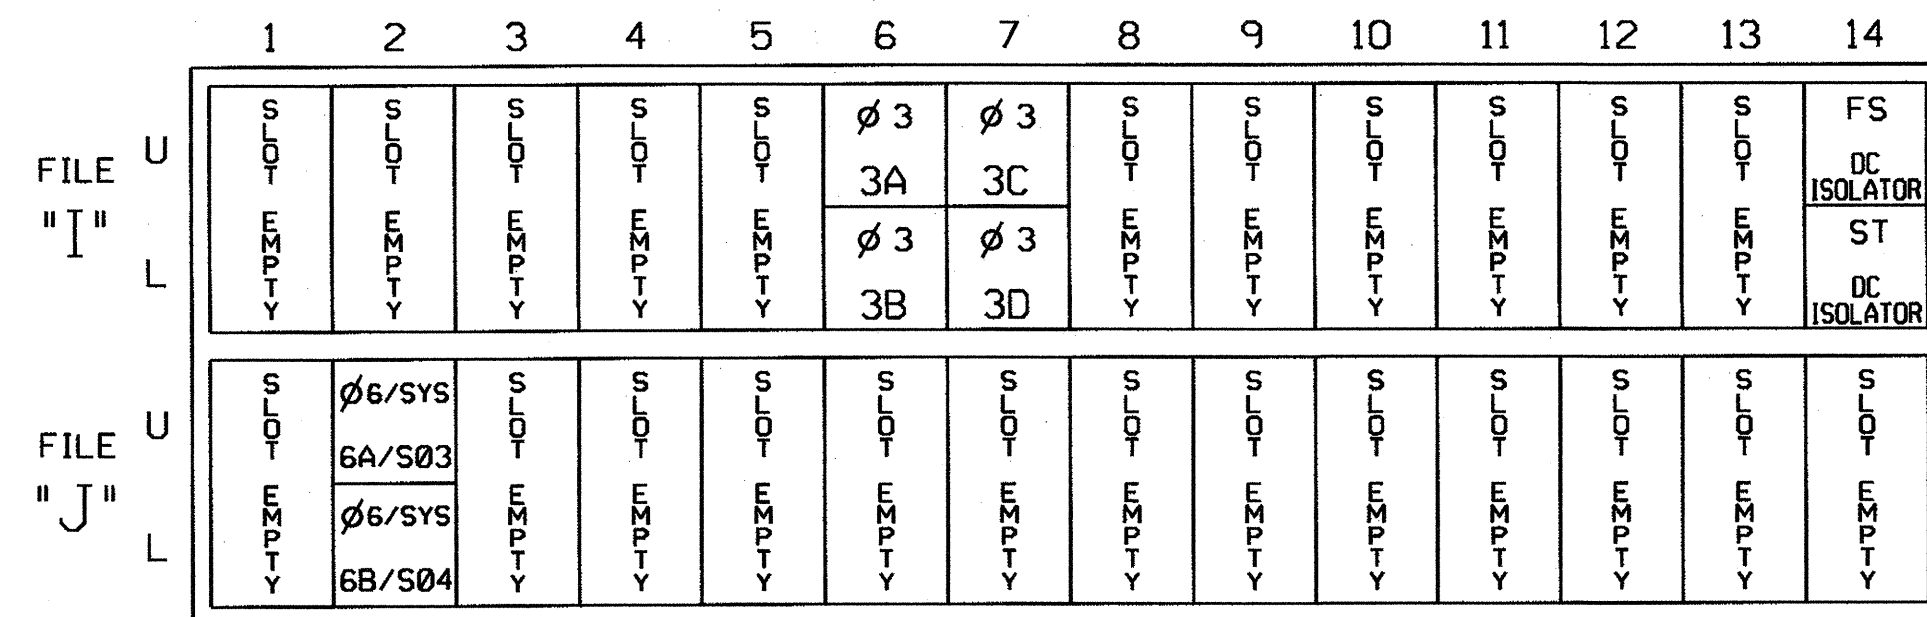 1 2 3 4 5 6 7 8 9 10 11 12 13 14
FILE "I"
U
L
SLOT EMPTY
SLOT EMPTY
SLOT EMPTY
SLOT EMPTY
SLOT EMPTY
Ø 3
3A
Ø 3
3B
Ø 3
3C
Ø 3
3D
SLOT EMPTY
SLOT EMPTY
SLOT EMPTY
SLOT EMPTY
SLOT EMPTY
SLOT EMPTY
FS
DC
ISOLATOR
ST
DC
ISOLATOR
FILE "J"
U
L
SLOT EMPTY
Ø6/SYS
6A/S03
Ø6/SYS
6B/S04
SLOT EMPTY
SLOT EMPTY
SLOT EMPTY
SLOT EMPTY
SLOT EMPTY
SLOT EMPTY
SLOT EMPTY
SLOT EMPTY
SLOT EMPTY
SLOT EMPTY
SLOT EMPTY
SLOT EMPTY